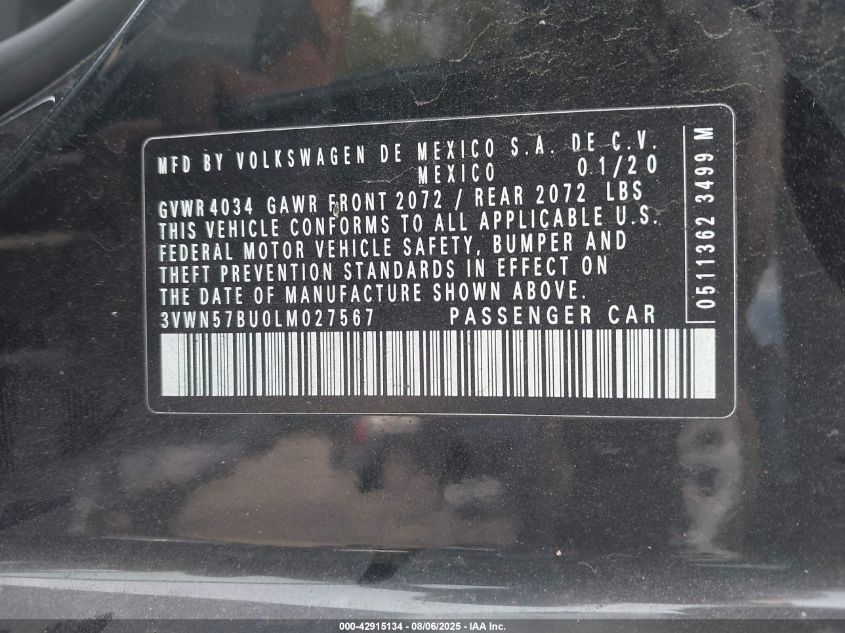 MFD BY VOLKSWAGEN DE MEXICO S.A. DE C.V.
MEXICO 01/20
GVWR 4034 GAWR FRONT 2072 / REAR 2072 LBS
THIS VEHICLE CONFORMS TO ALL APPLICABLE U.S.
FEDERAL MOTOR VEHICLE SAFETY, BUMPER AND
THEFT PREVENTION STANDARDS IN EFFECT ON
THE DATE OF MANUFACTURE SHOWN ABOVE.
3VWN57BU0LM027567 PASSENGER CAR
0511362 3499 M
000-42915134 - 08/06/2025 - IAA Inc.